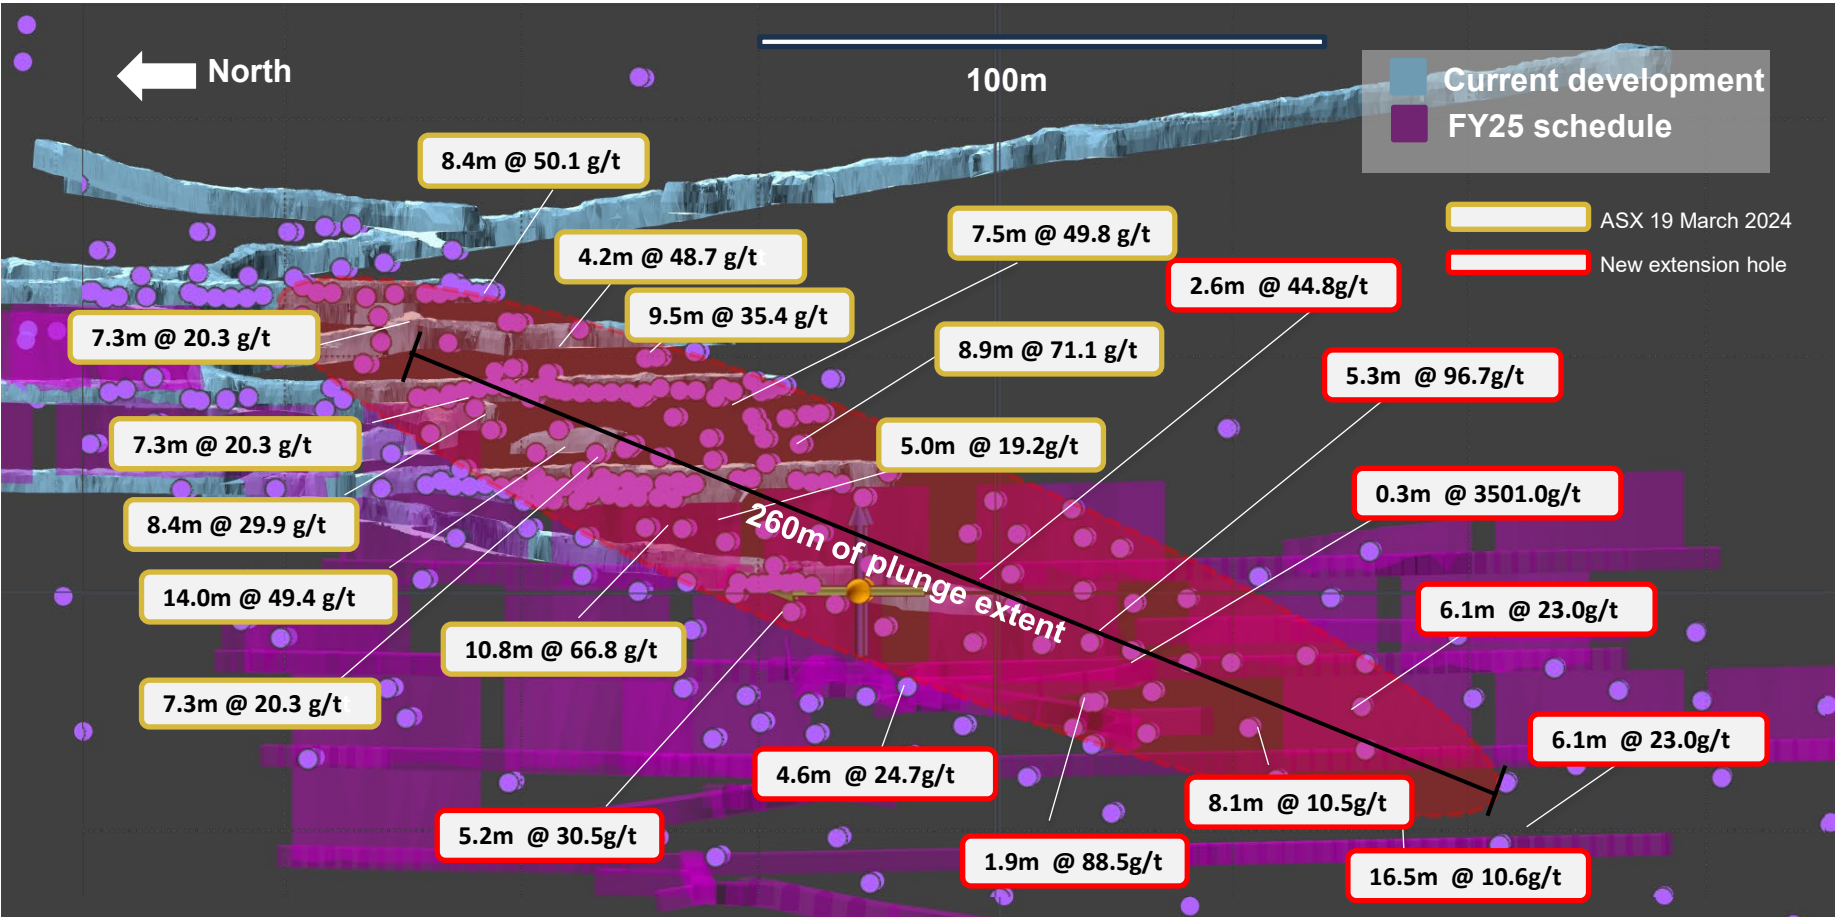 North
100m
Current development
FY25 schedule
ASX 19 March 2024
New extension hole
8.4m @ 50.1 g/t
4.2m @ 48.7 g/t
7.5m @ 49.8 g/t
2.6m @ 44.8g/t
9.5m @ 35.4 g/t
7.3m @ 20.3 g/t
8.9m @ 71.1 g/t
5.3m @ 96.7g/t
7.3m @ 20.3 g/t
5.0m @ 19.2g/t
0.3m @ 3501.0g/t
8.4m @ 29.9 g/t
260m of plunge extent
14.0m @ 49.4 g/t
6.1m @ 23.0g/t
10.8m @ 66.8 g/t
7.3m @ 20.3 g/t
6.1m @ 23.0g/t
4.6m @ 24.7g/t
8.1m @ 10.5g/t
5.2m @ 30.5g/t
1.9m @ 88.5g/t
16.5m @ 10.6g/t